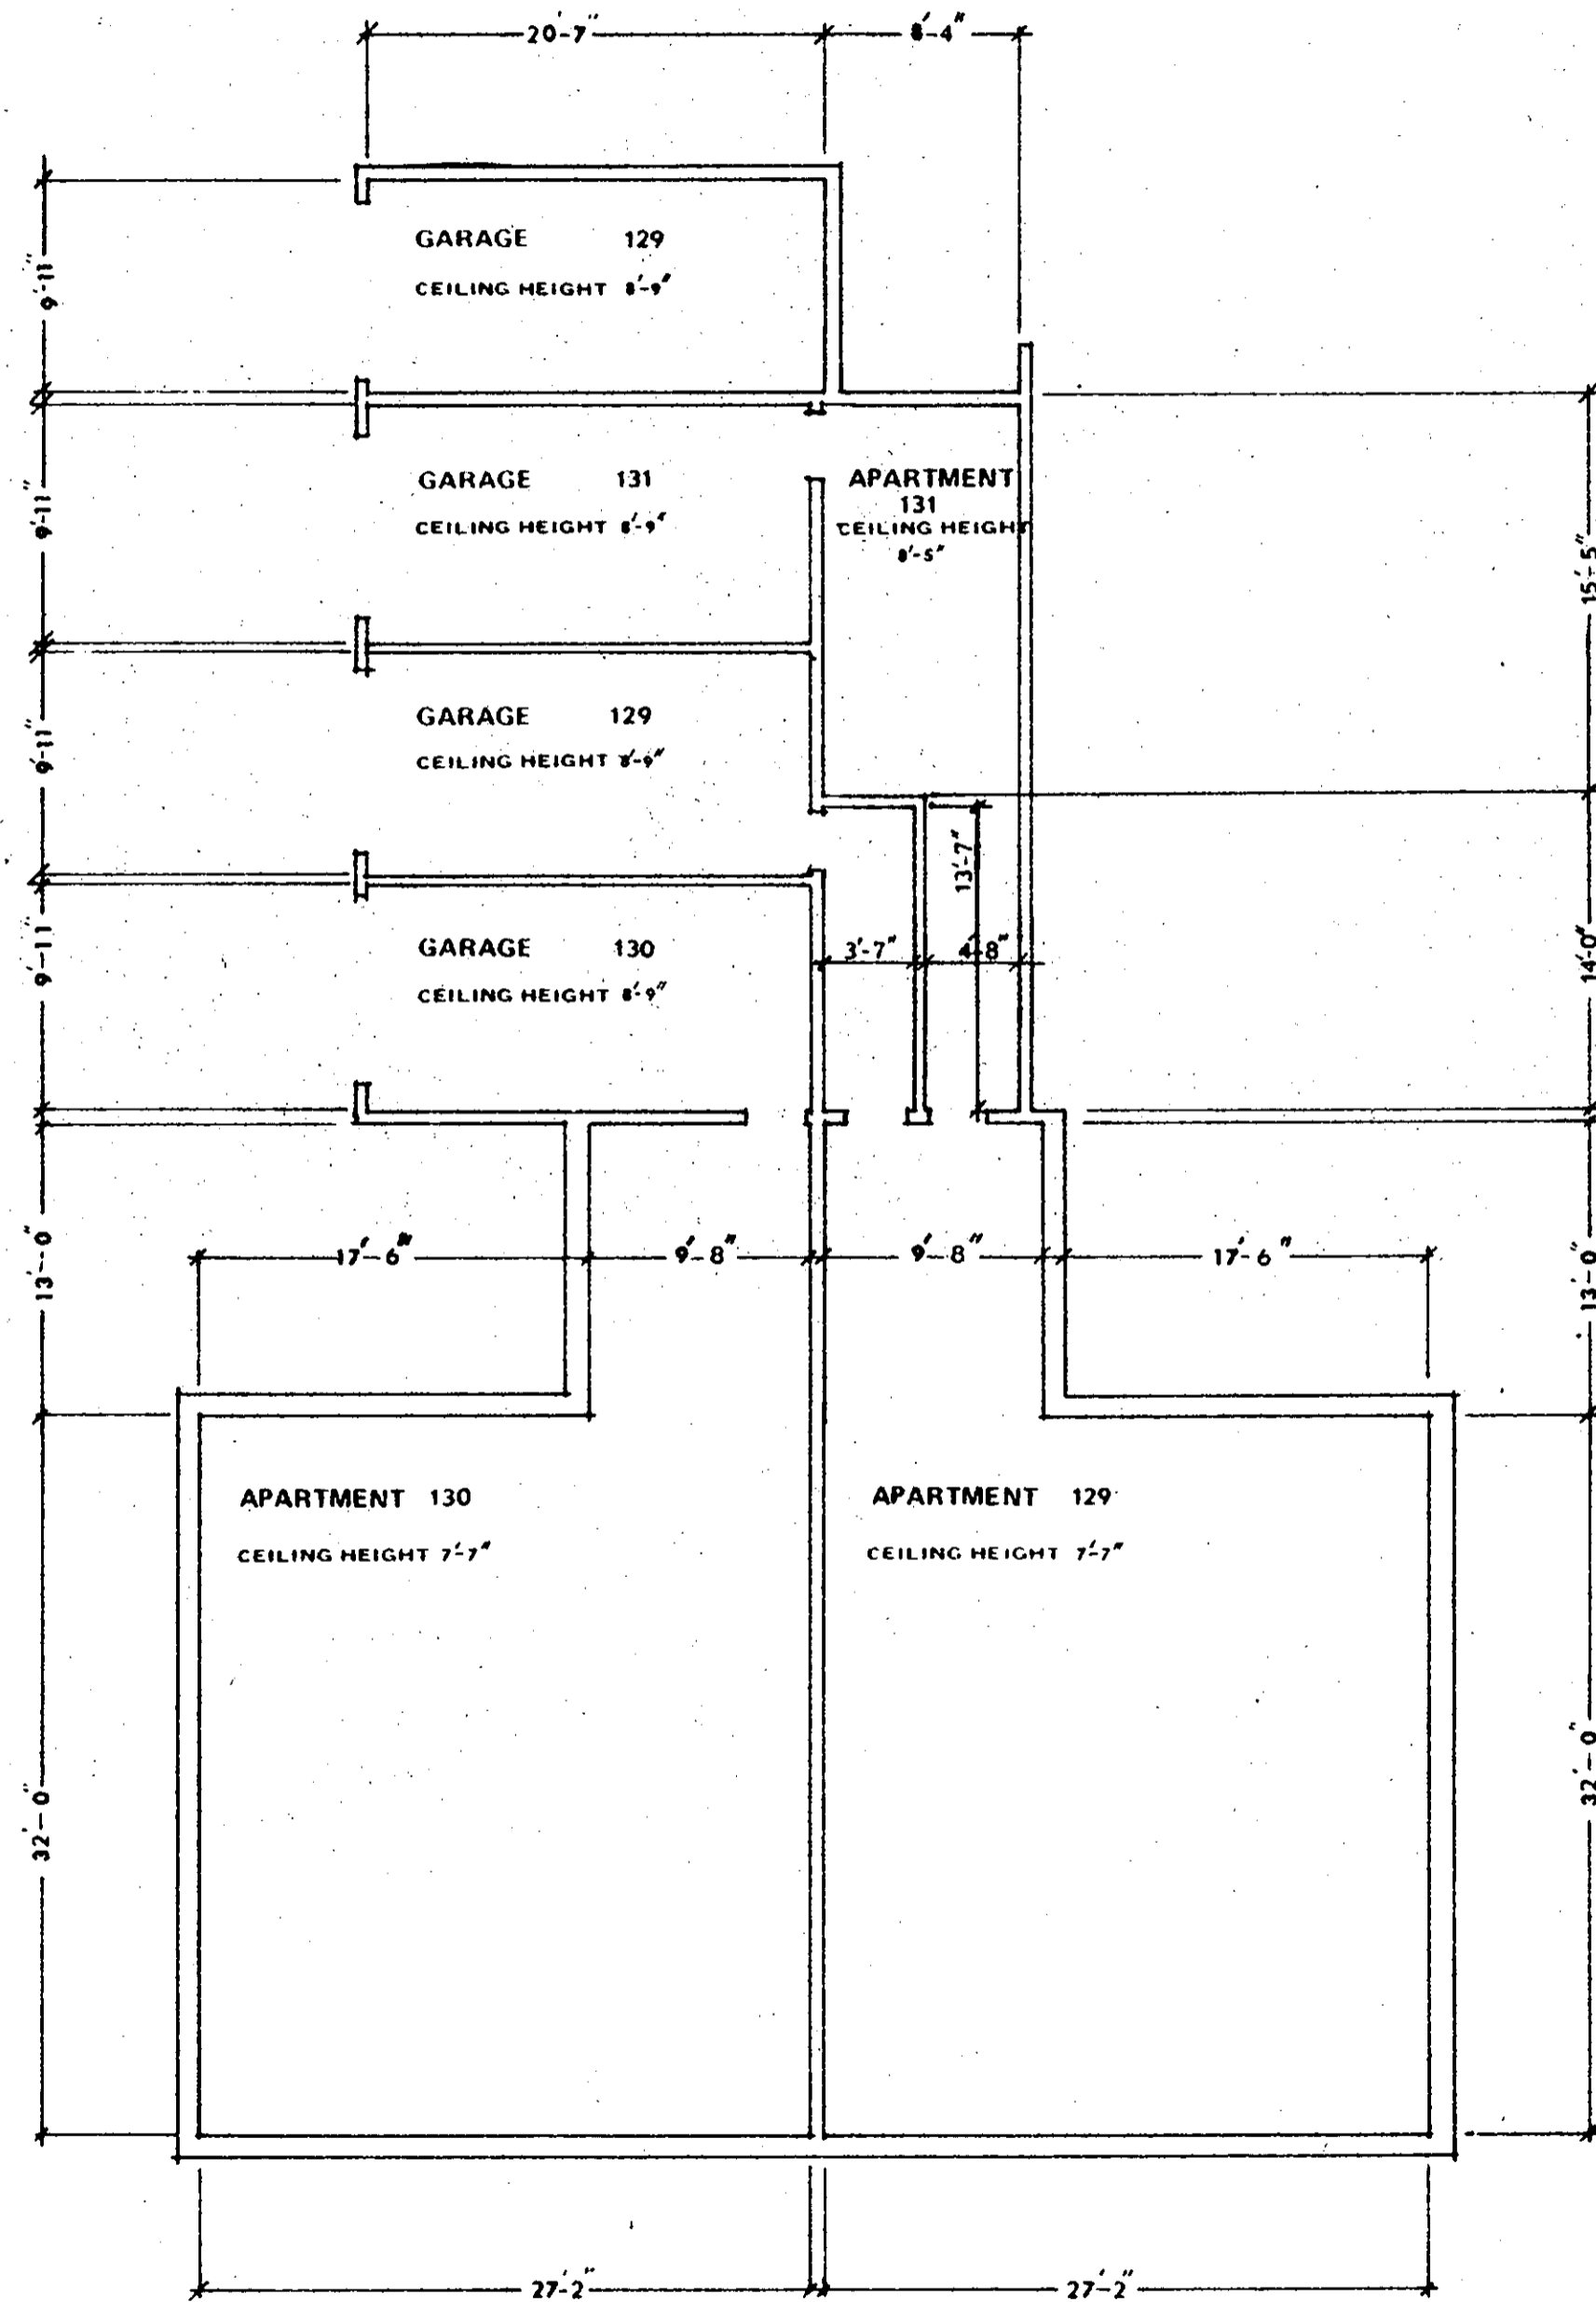 20'-7"
8'-4"
9'-11"
GARAGE 129
CEILING HEIGHT 8'-9"
9'-11"
GARAGE 131
CEILING HEIGHT 8'-9"
APARTMENT
131
CEILING HEIGHT
8'-5"
15'-5"
9'-11"
GARAGE 129
CEILING HEIGHT 8'-9"
13'-7"
9'-11"
GARAGE 130
CEILING HEIGHT 8'-9"
3'-7"
4'-8"
14'-0"
13'-0"
17'-6"
9'-8"
9'-8"
17'-6"
13'-0"
APARTMENT 130
CEILING HEIGHT 7'-7"
APARTMENT 129
CEILING HEIGHT 7'-7"
32'-0"
32'-0"
27'-2"
27'-2"